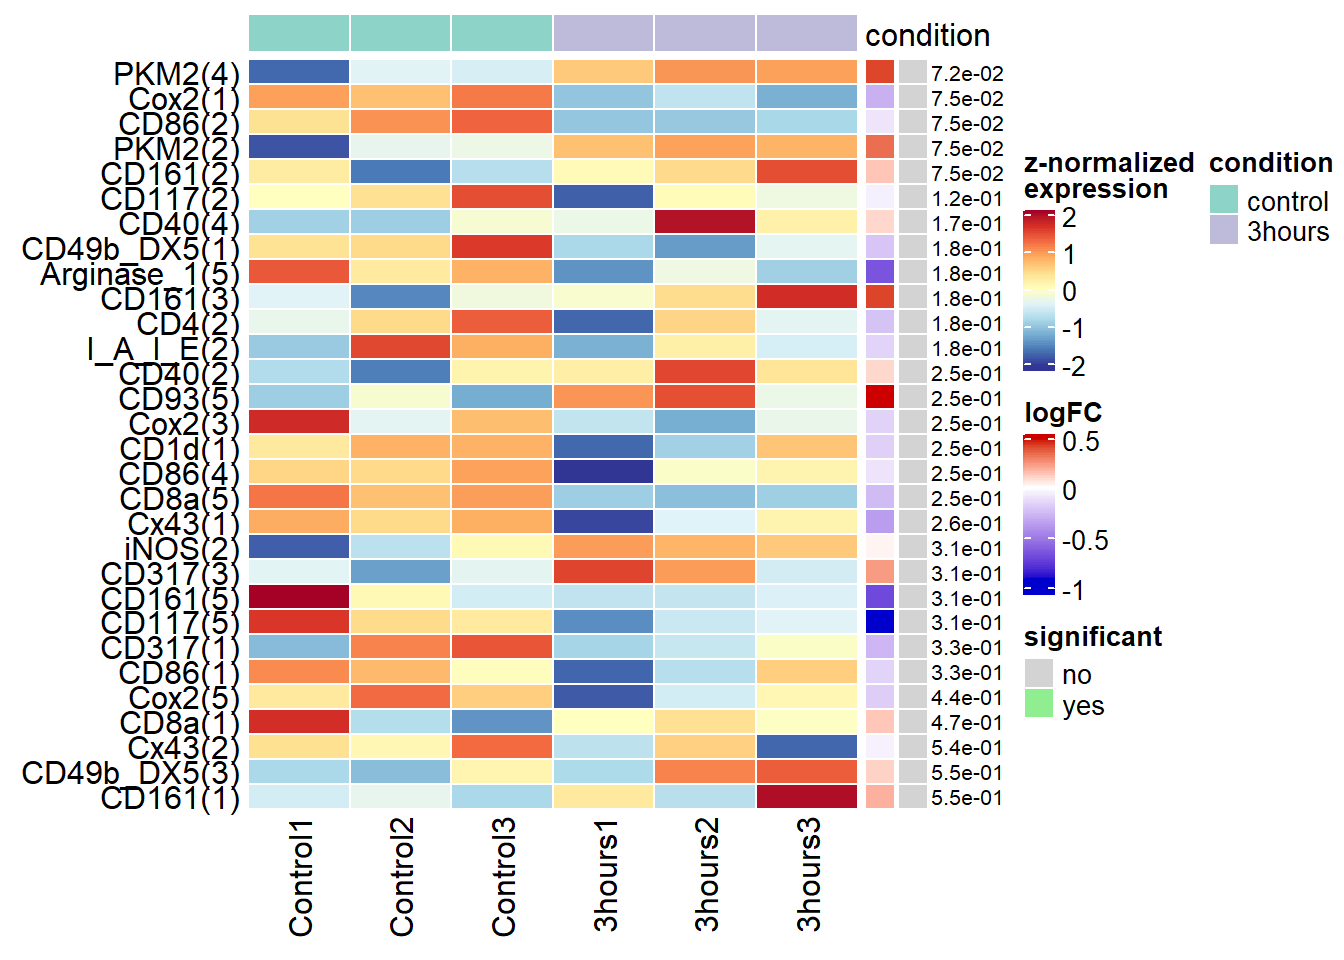 condition
PKM2(4) 7.2e-02
Cox2(1) 7.5e-02
CD86(2) 7.5e-02
PKM2(2) 7.5e-02
CD161(2) 7.5e-02
CD117(2) 1.2e-01
CD40(4) 1.7e-01
CD49b_DX5(1) 1.8e-01
Arginase_1(5) 1.8e-01
CD161(3) 1.8e-01
CD4(2) 1.8e-01
I_A_I_E(2) 1.8e-01
CD40(2) 2.5e-01
CD93(5) 2.5e-01
Cox2(3) 2.5e-01
CD1d(1) 2.5e-01
CD86(4) 2.5e-01
CD8a(5) 2.5e-01
Cx43(1) 2.6e-01
iNOS(2) 3.1e-01
CD317(3) 3.1e-01
CD161(5) 3.1e-01
CD117(5) 3.1e-01
CD317(1) 3.3e-01
CD86(1) 3.3e-01
Cox2(5) 4.4e-01
CD8a(1) 4.7e-01
Cx43(2) 5.4e-01
CD49b_DX5(3) 5.5e-01
CD161(1) 5.5e-01
Control1
Control2
Control3
3hours1
3hours2
3hours3
z-normalized
expression
2
1
0
-1
-2
logFC
0.5
0
-0.5
-1
significant
no
yes
condition
control
3hours